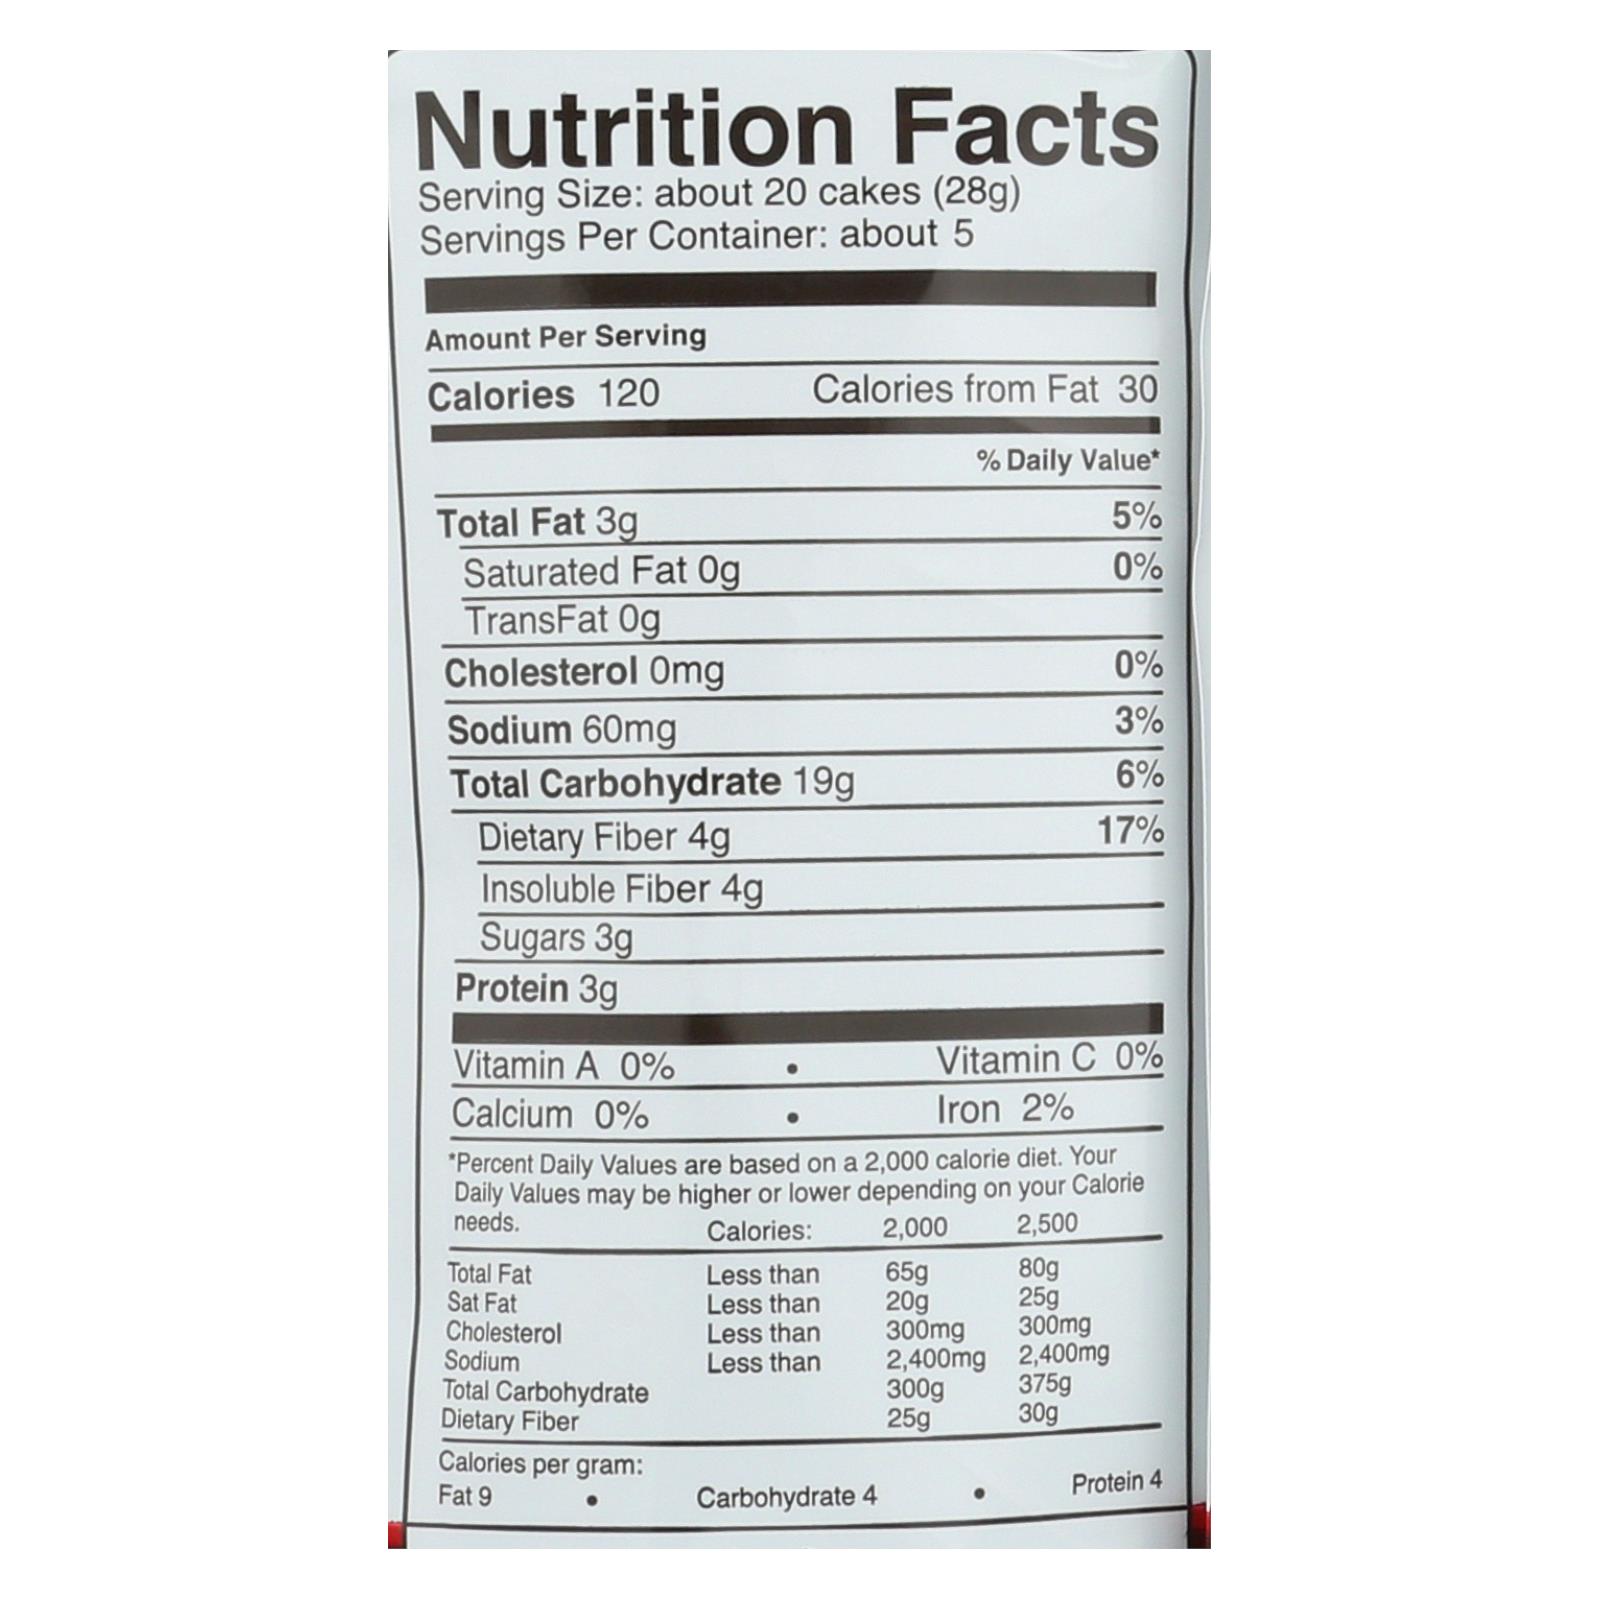 Nutrition Facts
Serving Size: about 20 cakes (28g)
Servings Per Container: about 5
Amount Per Serving
Calories 120 Calories from Fat 30
% Daily Value*
Total Fat 3g 5%
Saturated Fat 0g 0%
TransFat 0g
Cholesterol 0mg 0%
Sodium 60mg 3%
Total Carbohydrate 19g 6%
Dietary Fiber 4g 17%
Insoluble Fiber 4g
Sugars 3g
Protein 3g
Vitamin A 0% • Vitamin C 0%
Calcium 0% • Iron 2%
*Percent Daily Values are based on a 2,000 calorie diet. Your
Daily Values may be higher or lower depending on your Calorie
needs.
Calories: 2,000 2,500
Total Fat Less than 65g 80g
Sat Fat Less than 20g 25g
Cholesterol Less than 300mg 300mg
Sodium Less than 2,400mg 2,400mg
Total Carbohydrate 300g 375g
Dietary Fiber 25g 30g
Calories per gram:
Fat 9 • Carbohydrate 4 • Protein 4